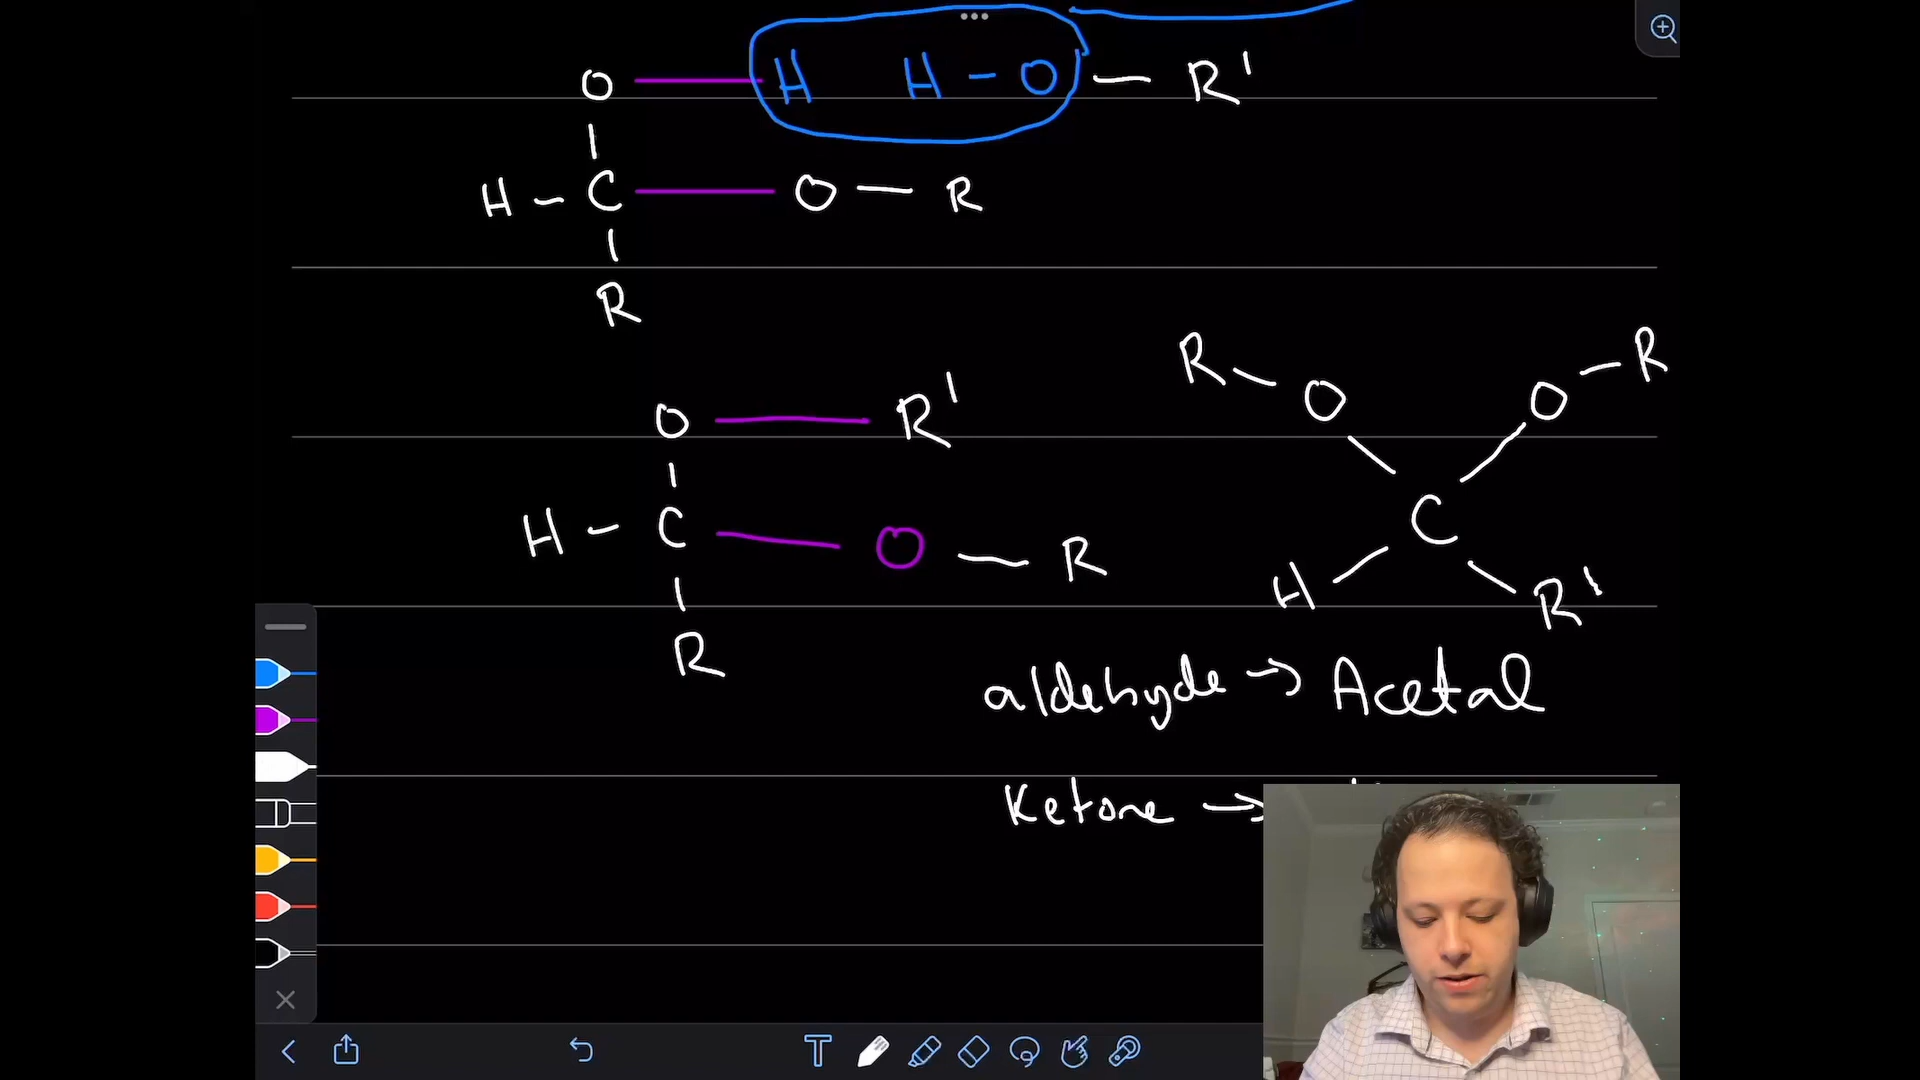 O — H H – O — R'
H – C — O — R
R
R – O O – R
O — R'
H – C — O — R
C
H R'
R
aldehyde → Acetal
Ketone →
T